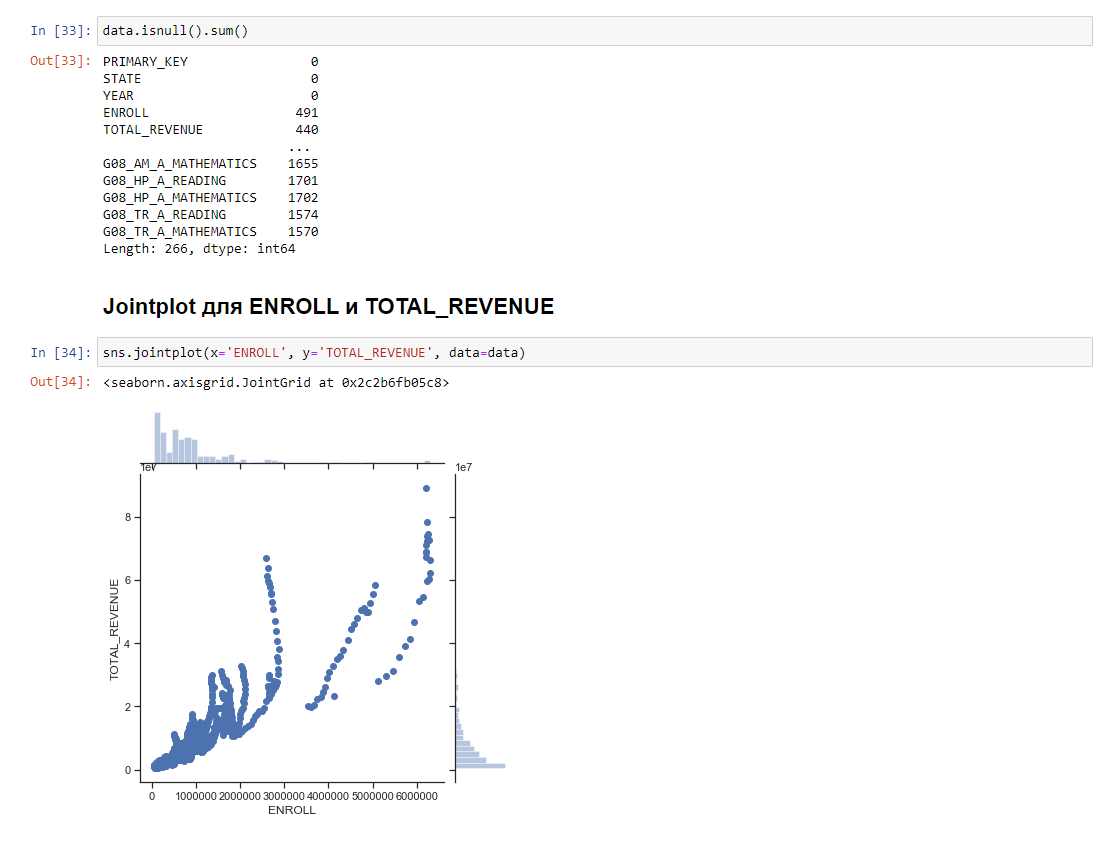 In [33]: data.isnull().sum()
Out[33]: PRIMARY_KEY 0
STATE 0
YEAR 0
ENROLL 491
TOTAL_REVENUE 440
...
G08_AM_A_MATHEMATICS 1655
G08_HP_A_READING 1701
G08_HP_A_MATHEMATICS 1702
G08_TR_A_READING 1574
G08_TR_A_MATHEMATICS 1570
Length: 266, dtype: int64
Jointplot для ENROLL и TOTAL_REVENUE
In [34]: sns.jointplot(x='ENROLL', y='TOTAL_REVENUE', data=data)
Out[34]: <seaborn.axisgrid.JointGrid at 0x2c2b6fb05c8>
1e7 1e7
8
6
4
2
0
TOTAL_REVENUE
0 1000000 2000000 3000000 4000000 5000000 6000000
ENROLL